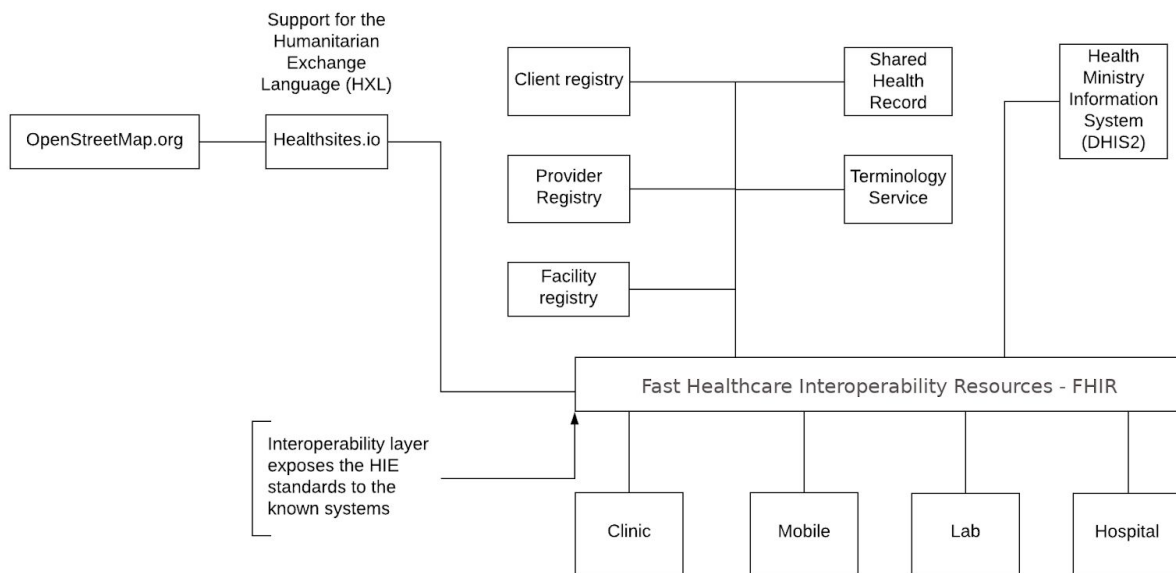 Support for the
Humanitarian
Exchange
Language (HXL)
OpenStreetMap.org
Healthsites.io
Client registry
Shared
Health
Record
Health
Ministry
Information
System
(DHIS2)
Provider
Registry
Terminology
Service
Facility
registry
Fast Healthcare Interoperability Resources - FHIR
Interoperability layer
exposes the HIE
standards to the
known systems
Clinic
Mobile
Lab
Hospital